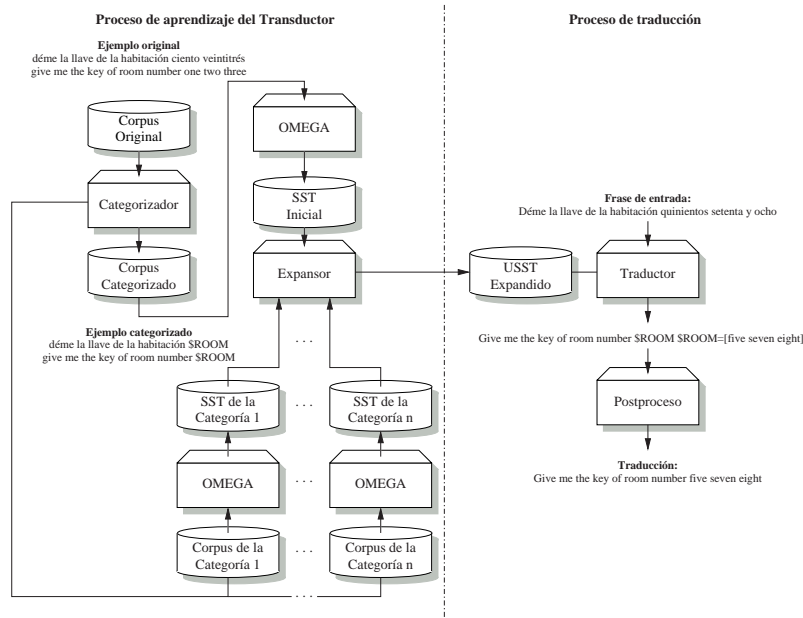 Proceso de aprendizaje del Transductor
Ejemplo original
déme la llave de la habitación ciento veintitrés
give me the key of room number one two three
Corpus
Original
Categorizador
Corpus
Categorizado
OMEGA
SST
Inicial
Expansor
Ejemplo categorizado
déme la llave de la habitación $ROOM
give me the key of room number $ROOM
. . .
SST de la
Categoría 1
. . .
SST de la
Categoría n
OMEGA
. . .
OMEGA
Corpus de la
Categoría 1
. . .
Corpus de la
Categoría n
. . .
Proceso de traducción
Frase de entrada:
Déme la llave de la habitación quinientos setenta y ocho
USST
Expandido
Traductor
Give me the key of room number $ROOM $ROOM=[five seven eight]
Postproceso
Traducción:
Give me the key of room number five seven eight